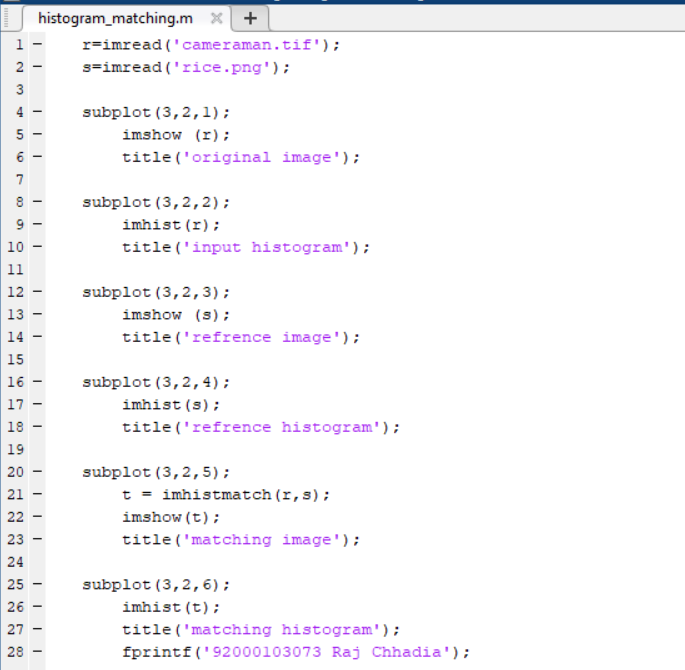 histogram_matching.m × +
1 – r=imread('cameraman.tif');
2 – s=imread('rice.png');
3
4 – subplot(3,2,1);
5 – imshow (r);
6 – title('original image');
7
8 – subplot(3,2,2);
9 – imhist(r);
10 – title('input histogram');
11
12 – subplot(3,2,3);
13 – imshow (s);
14 – title('refrence image');
15
16 – subplot(3,2,4);
17 – imhist(s);
18 – title('refrence histogram');
19
20 – subplot(3,2,5);
21 – t = imhistmatch(r,s);
22 – imshow(t);
23 – title('matching image');
24
25 – subplot(3,2,6);
26 – imhist(t);
27 – title('matching histogram');
28 – fprintf('92000103073 Raj Chhadia');